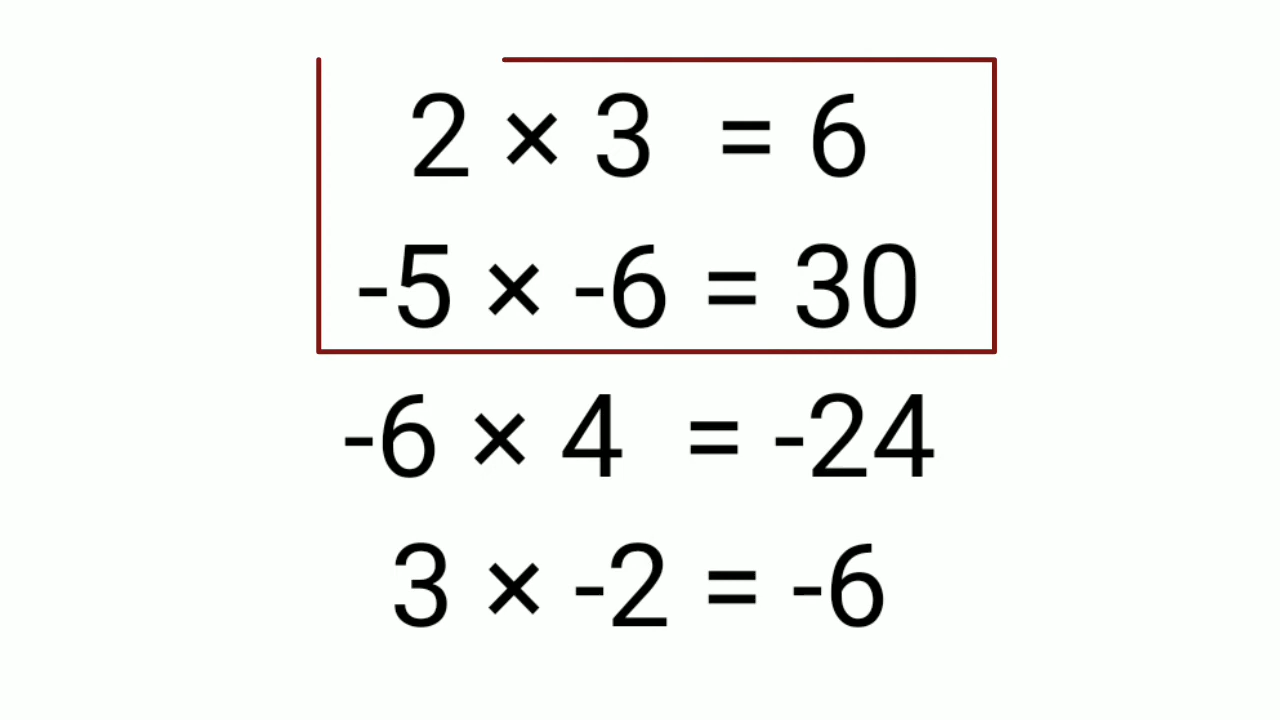 2 × 3 = 6
-5 × -6 = 30
-6 × 4 = -24
3 × -2 = -6